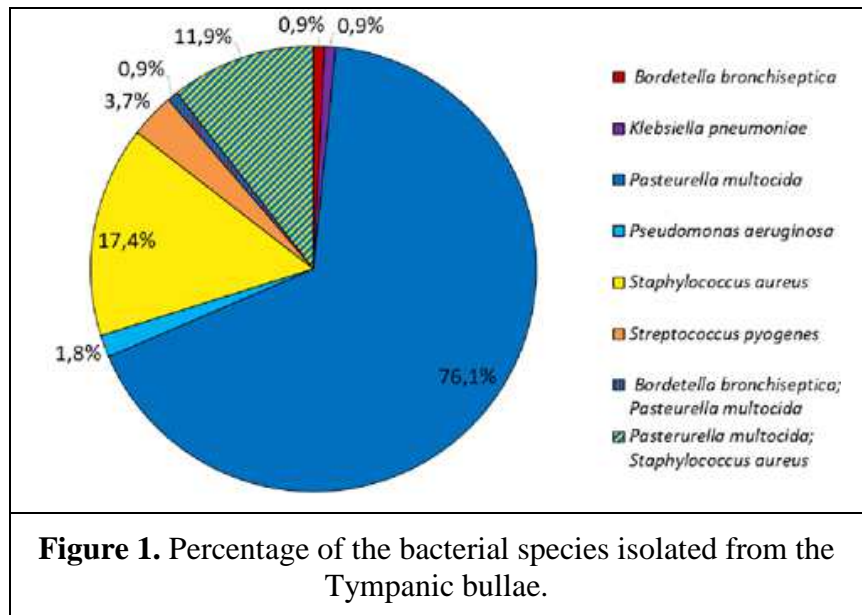 0,9%
0,9%
11,9%
0,9%
3,7%
17,4%
1,8%
76,1%
Bordetella bronchiseptica
Klebsiella pneumoniae
Pasteurella multocida
Pseudomonas aeruginosa
Staphylococcus aureus
Streptococcus pyogenes
Bordetella bronchiseptica;
Pasteurella multocida
Pasterurella multocida;
Staphylococcus aureus
Figure 1. Percentage of the bacterial species isolated from the
Tympanic bullae.